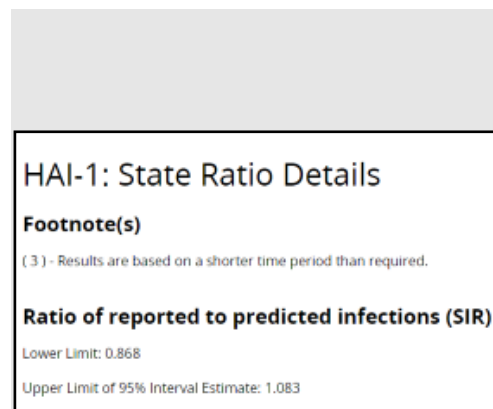 HAI-1: State Ratio Details
Footnote(s)
( 3 ) - Results are based on a shorter time period than required.
Ratio of reported to predicted infections (SIR)
Lower Limit: 0.868
Upper Limit of 95% Interval Estimate: 1.083